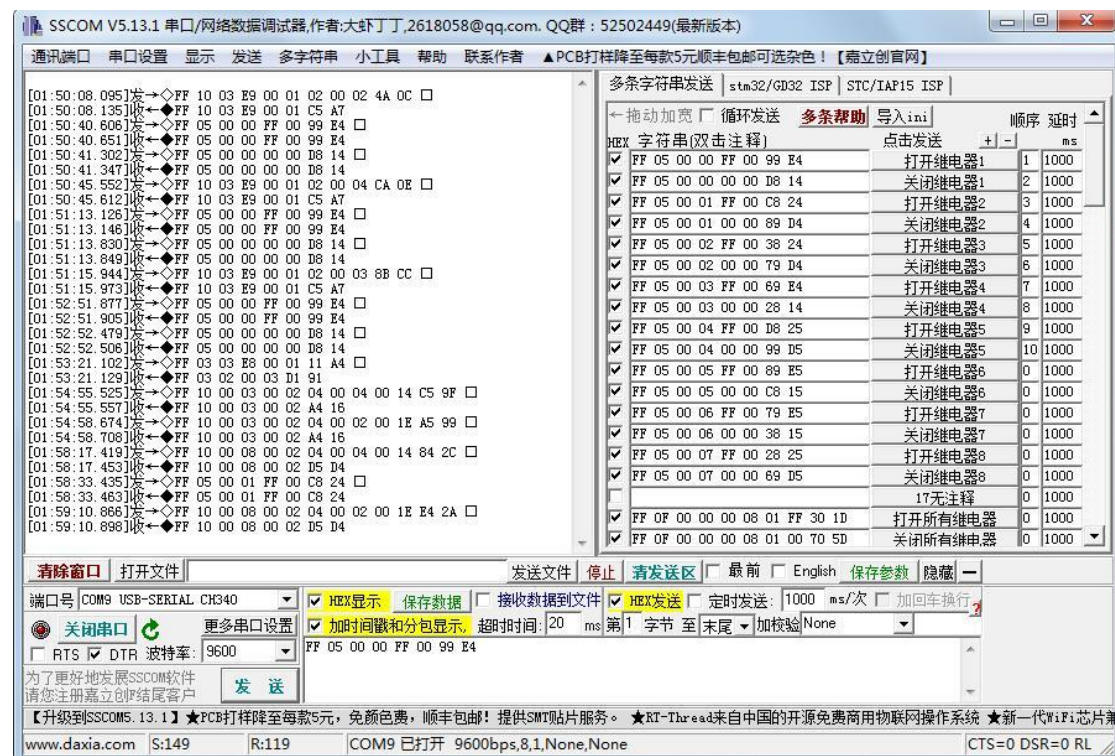 SSCOM V5.13.1 串口/网络数据调试器,作者:大虾丁丁,2618058@qq.com. QQ群：52502449(最新版本)
通讯端口 串口设置 显示 发送 多字符串 小工具 帮助 联系作者 ▲PCB打样降至每款5元顺丰包邮可选杂色！【嘉立创官网】
[01:50:08.095]发→◇FF 10 03 E9 00 01 02 00 02 4A 0C □
[01:50:08.135]收←◆FF 10 03 E9 00 01 C5 A7
[01:50:40.606]发→◇FF 05 00 00 FF 00 99 E4 □
[01:50:40.651]收←◆FF 05 00 00 FF 00 99 E4
[01:50:41.302]发→◇FF 05 00 00 00 00 D8 14 □
[01:50:41.347]收←◆FF 05 00 00 00 00 D8 14
[01:50:45.552]发→◇FF 10 03 E9 00 01 02 00 04 CA 0E □
[01:50:45.612]收←◆FF 10 03 E9 00 01 C5 A7
[01:51:13.126]发→◇FF 05 00 00 FF 00 99 E4 □
[01:51:13.146]收←◆FF 05 00 00 FF 00 99 E4
[01:51:13.830]发→◇FF 05 00 00 00 00 D8 14 □
[01:51:13.849]收←◆FF 05 00 00 00 00 D8 14
[01:51:15.944]发→◇FF 10 03 E9 00 01 02 00 03 8B CC □
[01:51:15.973]收←◆FF 10 03 E9 00 01 C5 A7
[01:52:51.877]发→◇FF 05 00 00 FF 00 99 E4 □
[01:52:51.905]收←◆FF 05 00 00 FF 00 99 E4
[01:52:52.479]发→◇FF 05 00 00 00 00 D8 14 □
[01:52:52.506]收←◆FF 05 00 00 00 00 D8 14
[01:53:21.102]发→◇FF 03 03 E8 00 01 11 A4 □
[01:53:21.129]收←◆FF 03 02 00 03 D1 91
[01:54:55.525]发→◇FF 10 00 03 00 02 04 00 04 00 14 C5 9F □
[01:54:55.557]收←◆FF 10 00 03 00 02 A4 16
[01:54:58.674]发→◇FF 10 00 03 00 02 04 00 02 00 1E A5 99 □
[01:54:58.708]收←◆FF 10 00 03 00 02 A4 16
[01:58:17.419]发→◇FF 10 00 08 00 02 04 00 04 00 14 84 2C □
[01:58:17.453]收←◆FF 10 00 08 00 02 D5 D4
[01:58:33.435]发→◇FF 05 00 01 FF 00 C8 24 □
[01:58:33.463]收←◆FF 05 00 01 FF 00 C8 24
[01:59:10.866]发→◇FF 10 00 08 00 02 04 00 02 00 1E E4 2A □
[01:59:10.898]收←◆FF 10 00 08 00 02 D5 D4
多条字符串发送 stm32/GD32 ISP STC/IAP15 ISP
←拖动加宽 循环发送 多条帮助 导入ini 顺序 延时
HEX 字符串(双击注释) 点击发送 + - ms
FF 05 00 00 FF 00 99 E4 打开继电器1 1 1000
FF 05 00 00 00 00 D8 14 关闭继电器1 2 1000
FF 05 00 01 FF 00 C8 24 打开继电器2 3 1000
FF 05 00 01 00 00 89 D4 关闭继电器2 4 1000
FF 05 00 02 FF 00 38 24 打开继电器3 5 1000
FF 05 00 02 00 00 79 D4 关闭继电器3 6 1000
FF 05 00 03 FF 00 69 E4 打开继电器4 7 1000
FF 05 00 03 00 00 28 14 关闭继电器4 8 1000
FF 05 00 04 FF 00 D8 25 打开继电器5 9 1000
FF 05 00 04 00 00 99 D5 关闭继电器5 10 1000
FF 05 00 05 FF 00 89 E5 打开继电器6 0 1000
FF 05 00 05 00 00 C8 15 关闭继电器6 0 1000
FF 05 00 06 FF 00 79 E5 打开继电器7 0 1000
FF 05 00 06 00 00 38 15 关闭继电器7 0 1000
FF 05 00 07 FF 00 28 25 打开继电器8 0 1000
FF 05 00 07 00 00 69 D5 关闭继电器8 0 1000
17无注释 0 1000
FF 0F 00 00 00 08 01 FF 30 1D 打开所有继电器 0 1000
FF 0F 00 00 00 08 01 00 70 5D 关闭所有继电器 0 1000
清除窗口 打开文件 发送文件 停止 清发送区 最前 English 保存参数 隐藏 —
端口号 COM9 USB-SERIAL CH340 HEX显示 保存数据 接收数据到文件 HEX发送 定时发送: 1000 ms/次 加回车换行
关闭串口 更多串口设置 加时间戳和分包显示, 超时时间: 20 ms 第1 字节 至 末尾 加校验 None
RTS DTR 波特率: 9600 FF 05 00 00 FF 00 99 E4
为了更好地发展SSCOM软件
请您注册嘉立创F结尾客户 发 送
【升级到SSCOM5.13.1】★PCB打样降至每款5元，免颜色费，顺丰包邮！提供SMT贴片服务。 ★RT-Thread来自中国的开源免费商用物联网操作系统 ★新一代WiFi芯片兼
www.daxia.com S:149 R:119 COM9 已打开 9600bps,8,1,None,None CTS=0 DSR=0 RL